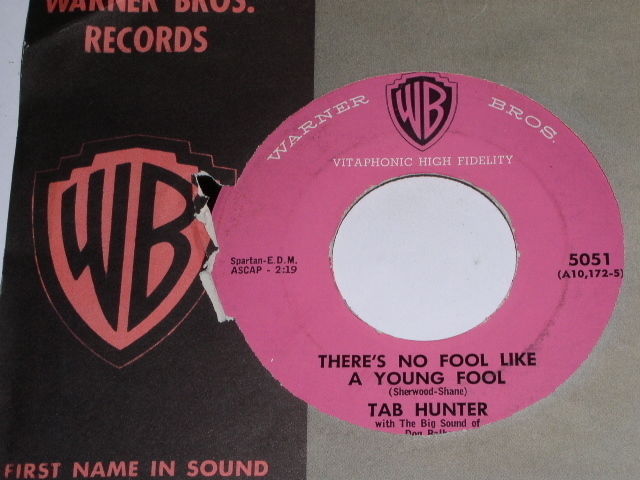 WARNER BROS.
RECORDS
WB
FIRST NAME IN SOUND
WARNER BROS.
WB
VITAPHONIC HIGH FIDELITY
Spartan-E.D.M.
ASCAP - 2:19
5051
(A10,172-5)
THERE'S NO FOOL LIKE
A YOUNG FOOL
(Sherwood-Shane)
TAB HUNTER
with The Big Sound of
Don